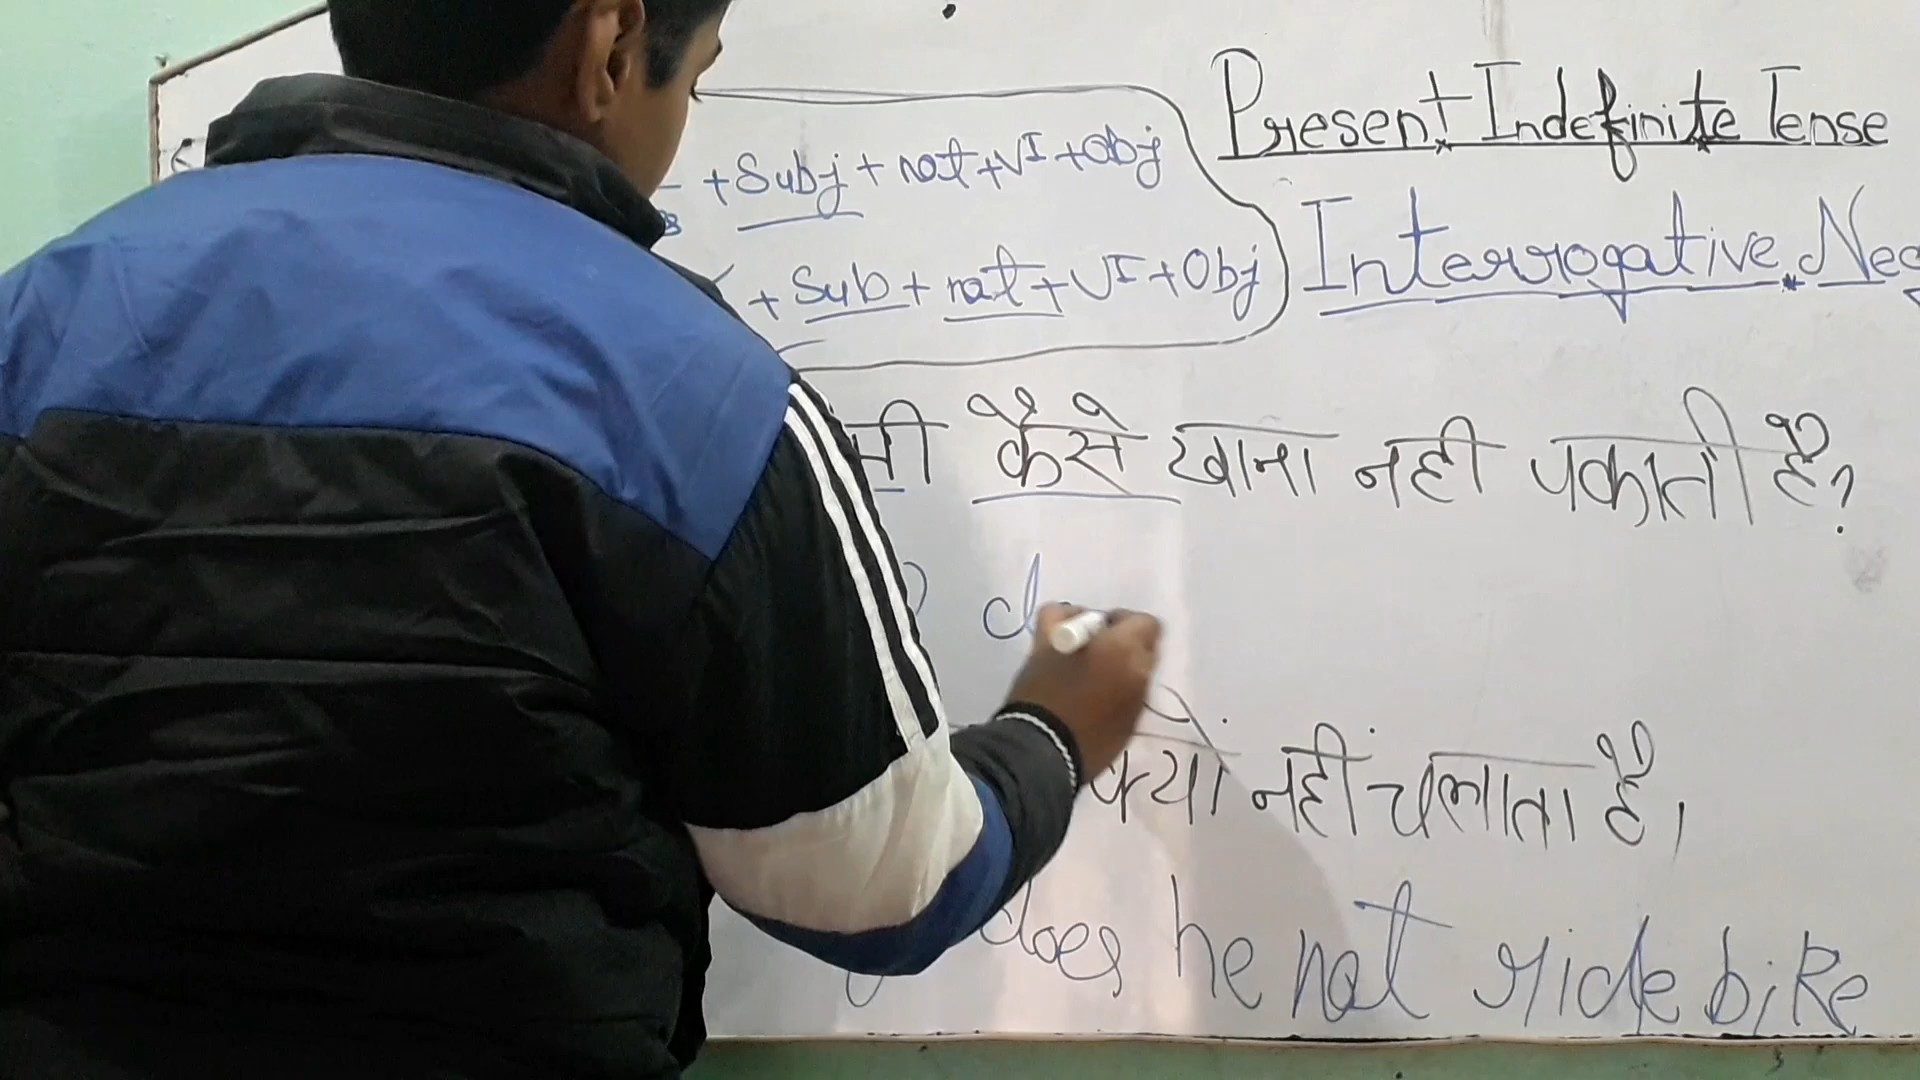 Present Indefinite Tense
+ Subj + not + VI + Obj
Interrogative Neg
+ Sub + not + VI + Obj
कैसे खाना नही पकाती है?
d
क्यों नहीं चलाता है।
does he not ride bike